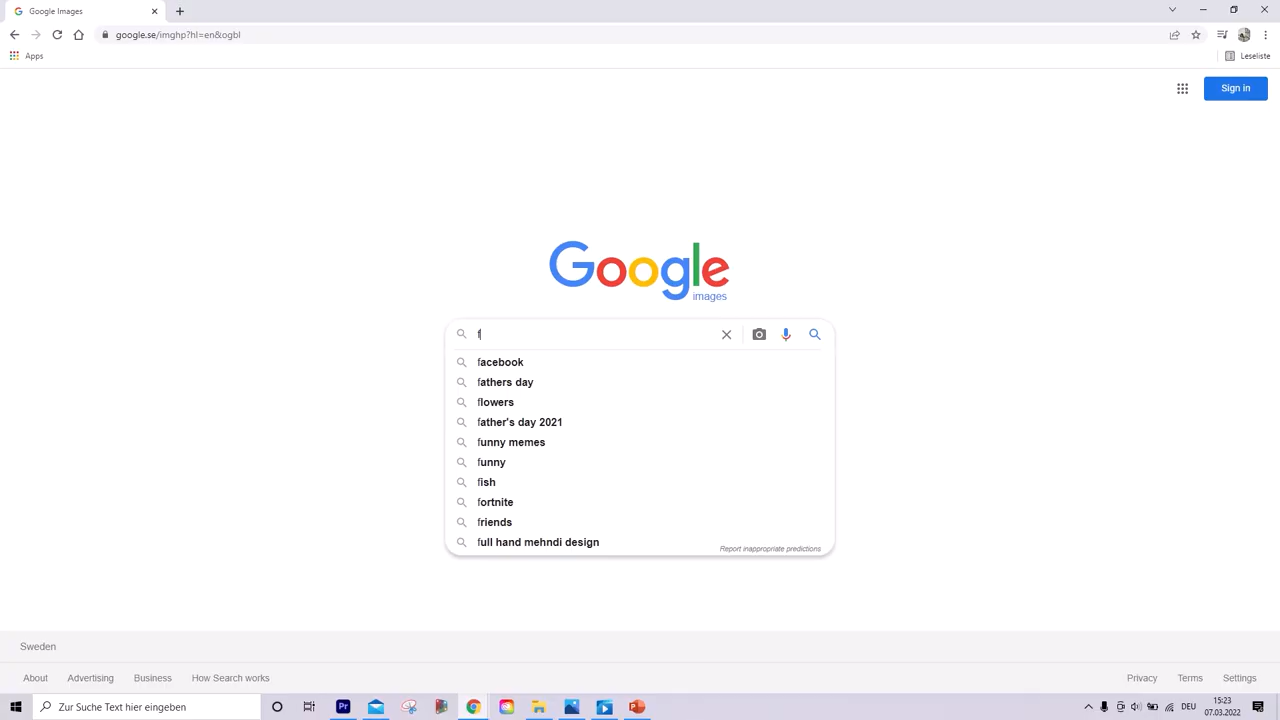 Google Images
google.se/imghp?hl=en&ogbl
Apps
Leseliste
Sign in
Google
images
f
facebook
fathers day
flowers
father's day 2021
funny memes
funny
fish
fortnite
friends
full hand mehndi design
Report inappropriate predictions
Sweden
About Advertising Business How Search works
Privacy Terms Settings
Zur Suche Text hier eingeben
Pr
DEU
15:23
07.03.2022